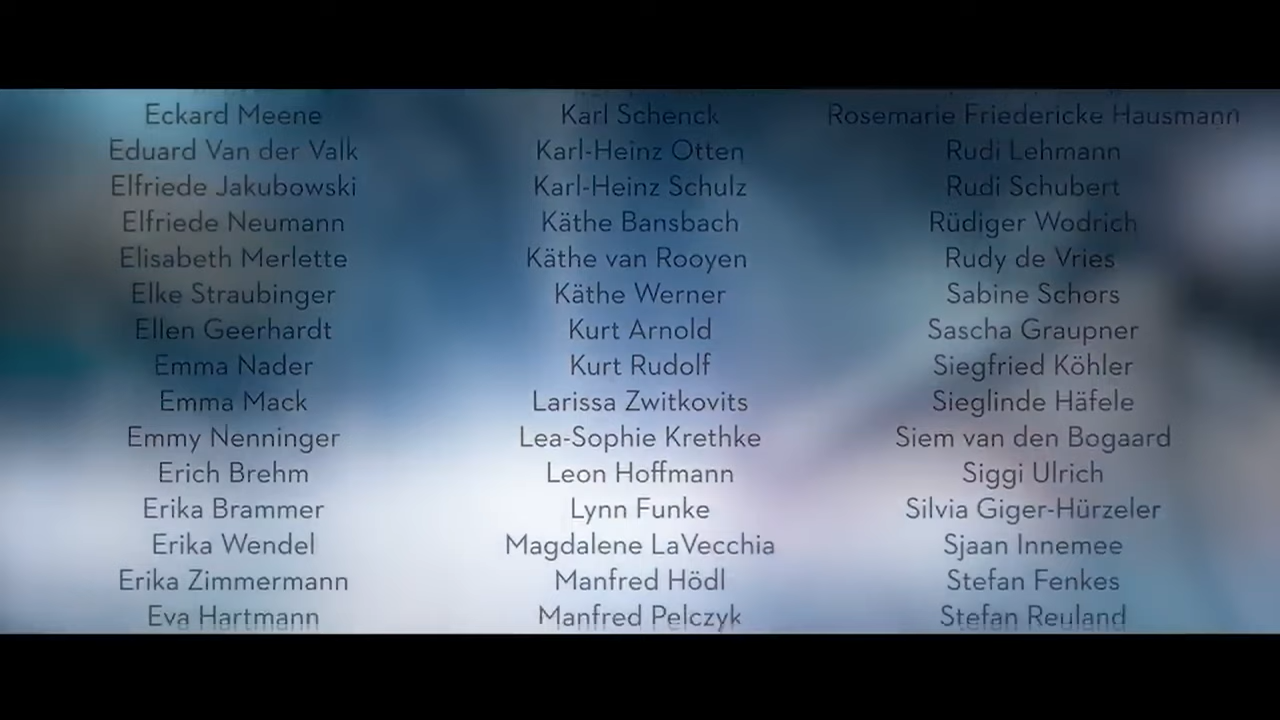 Eckard Meene Karl Schenck Rosemarie Friedericke Hausmann
Eduard Van der Valk Karl-Heinz Otten Rudi Lehmann
Elfriede Jakubowski Karl-Heinz Schulz Rudi Schubert
Elfriede Neumann Käthe Bansbach Rüdiger Wodrich
Elisabeth Merlette Käthe van Rooyen Rudy de Vries
Elke Straubinger Käthe Werner Sabine Schors
Ellen Geerhardt Kurt Arnold Sascha Graupner
Emma Nader Kurt Rudolf Siegfried Köhler
Emma Mack Larissa Zwitkovits Sieglinde Häfele
Emmy Nenninger Lea-Sophie Krethke Siem van den Bogaard
Erich Brehm Leon Hoffmann Siggi Ulrich
Erika Brammer Lynn Funke Silvia Giger-Hürzeler
Erika Wendel Magdalene LaVecchia Sjaan Innemee
Erika Zimmermann Manfred Hödl Stefan Fenkes
Eva Hartmann Manfred Pelczyk Stefan Reuland